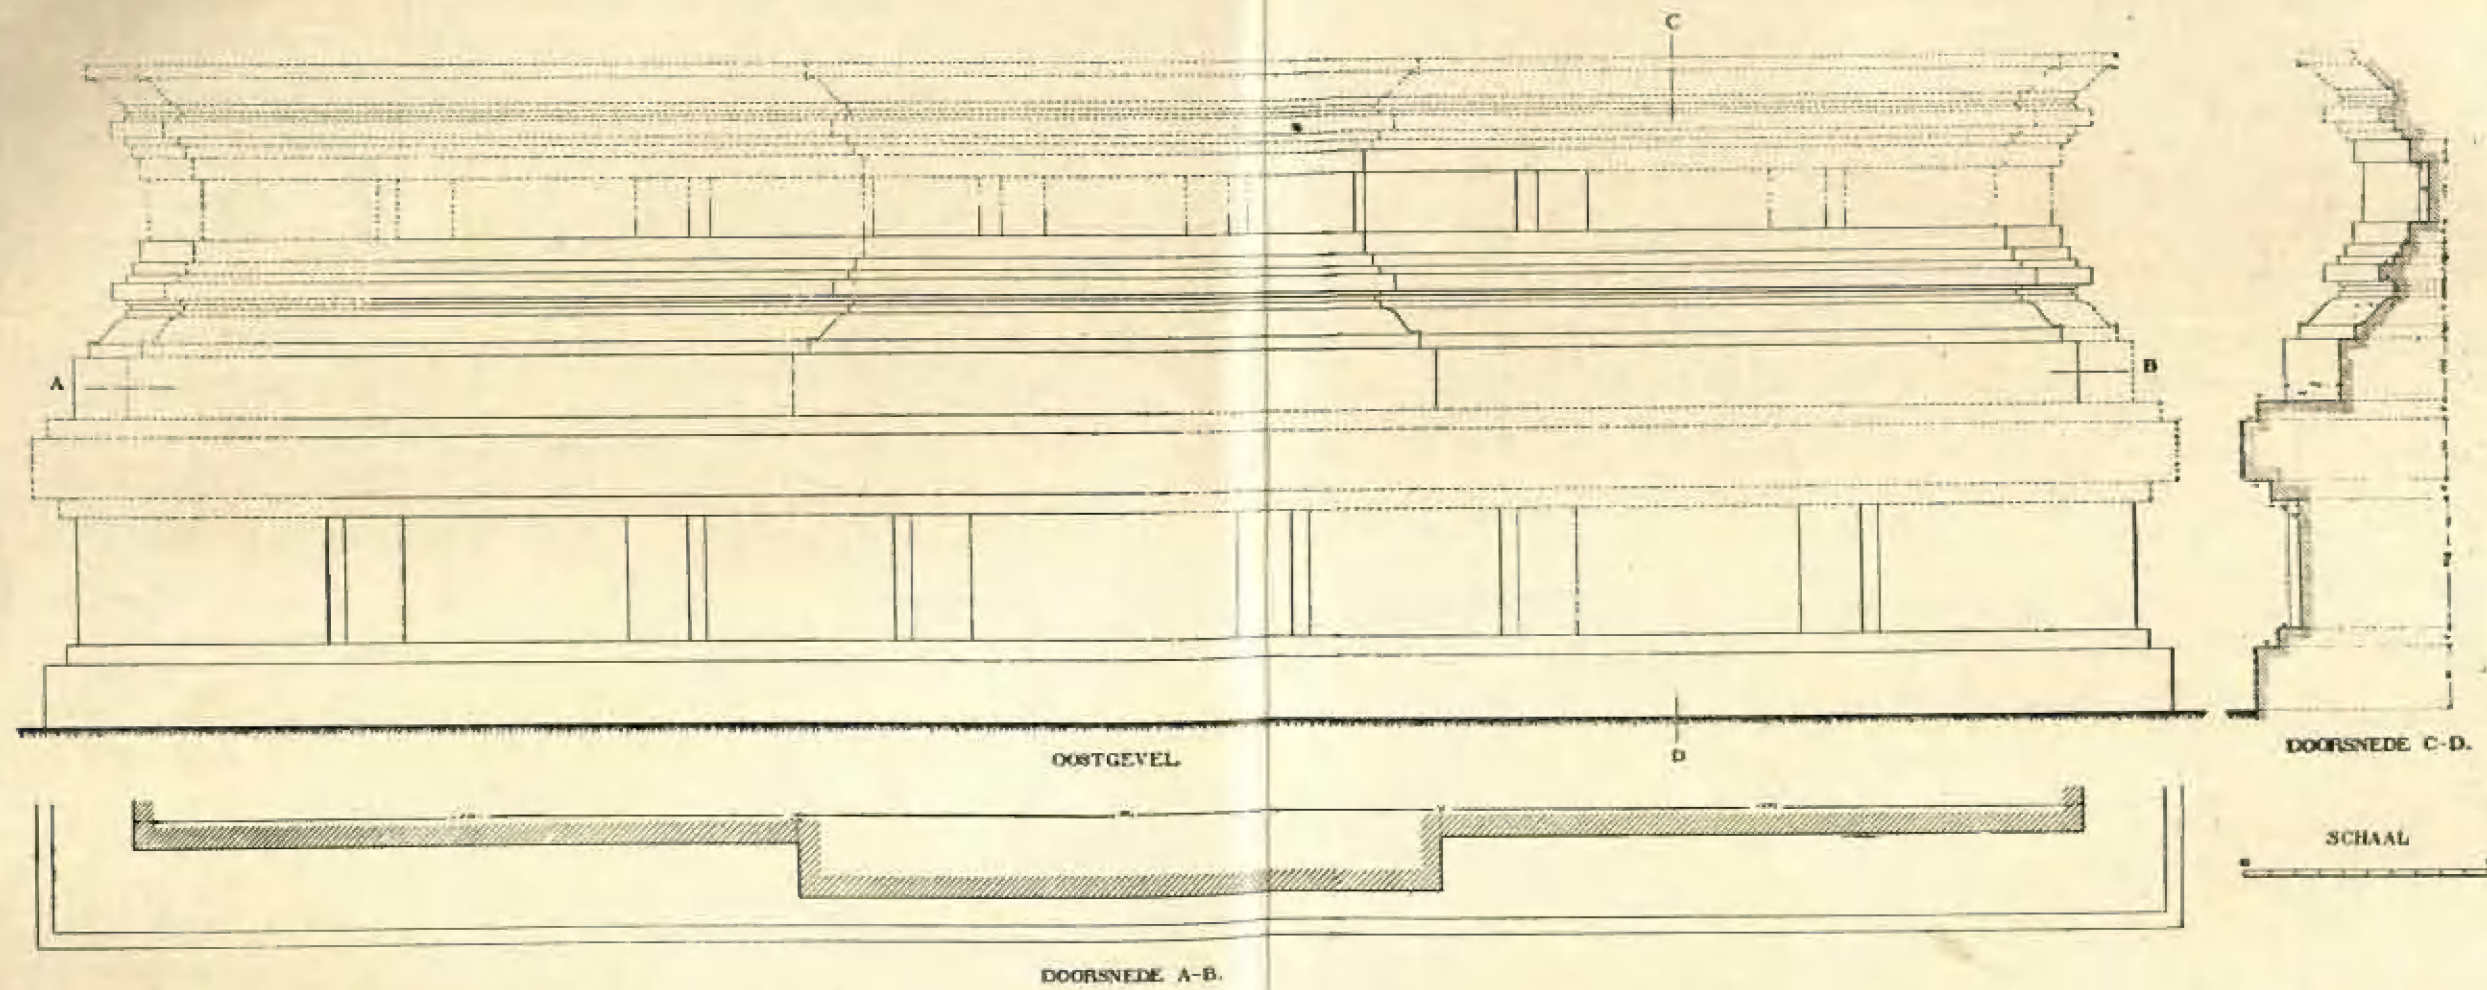 C
A
B
OOSTGEVEL
D
DOORSNEDE C-D.
SCHAAL
DOORSNEDE A-B.